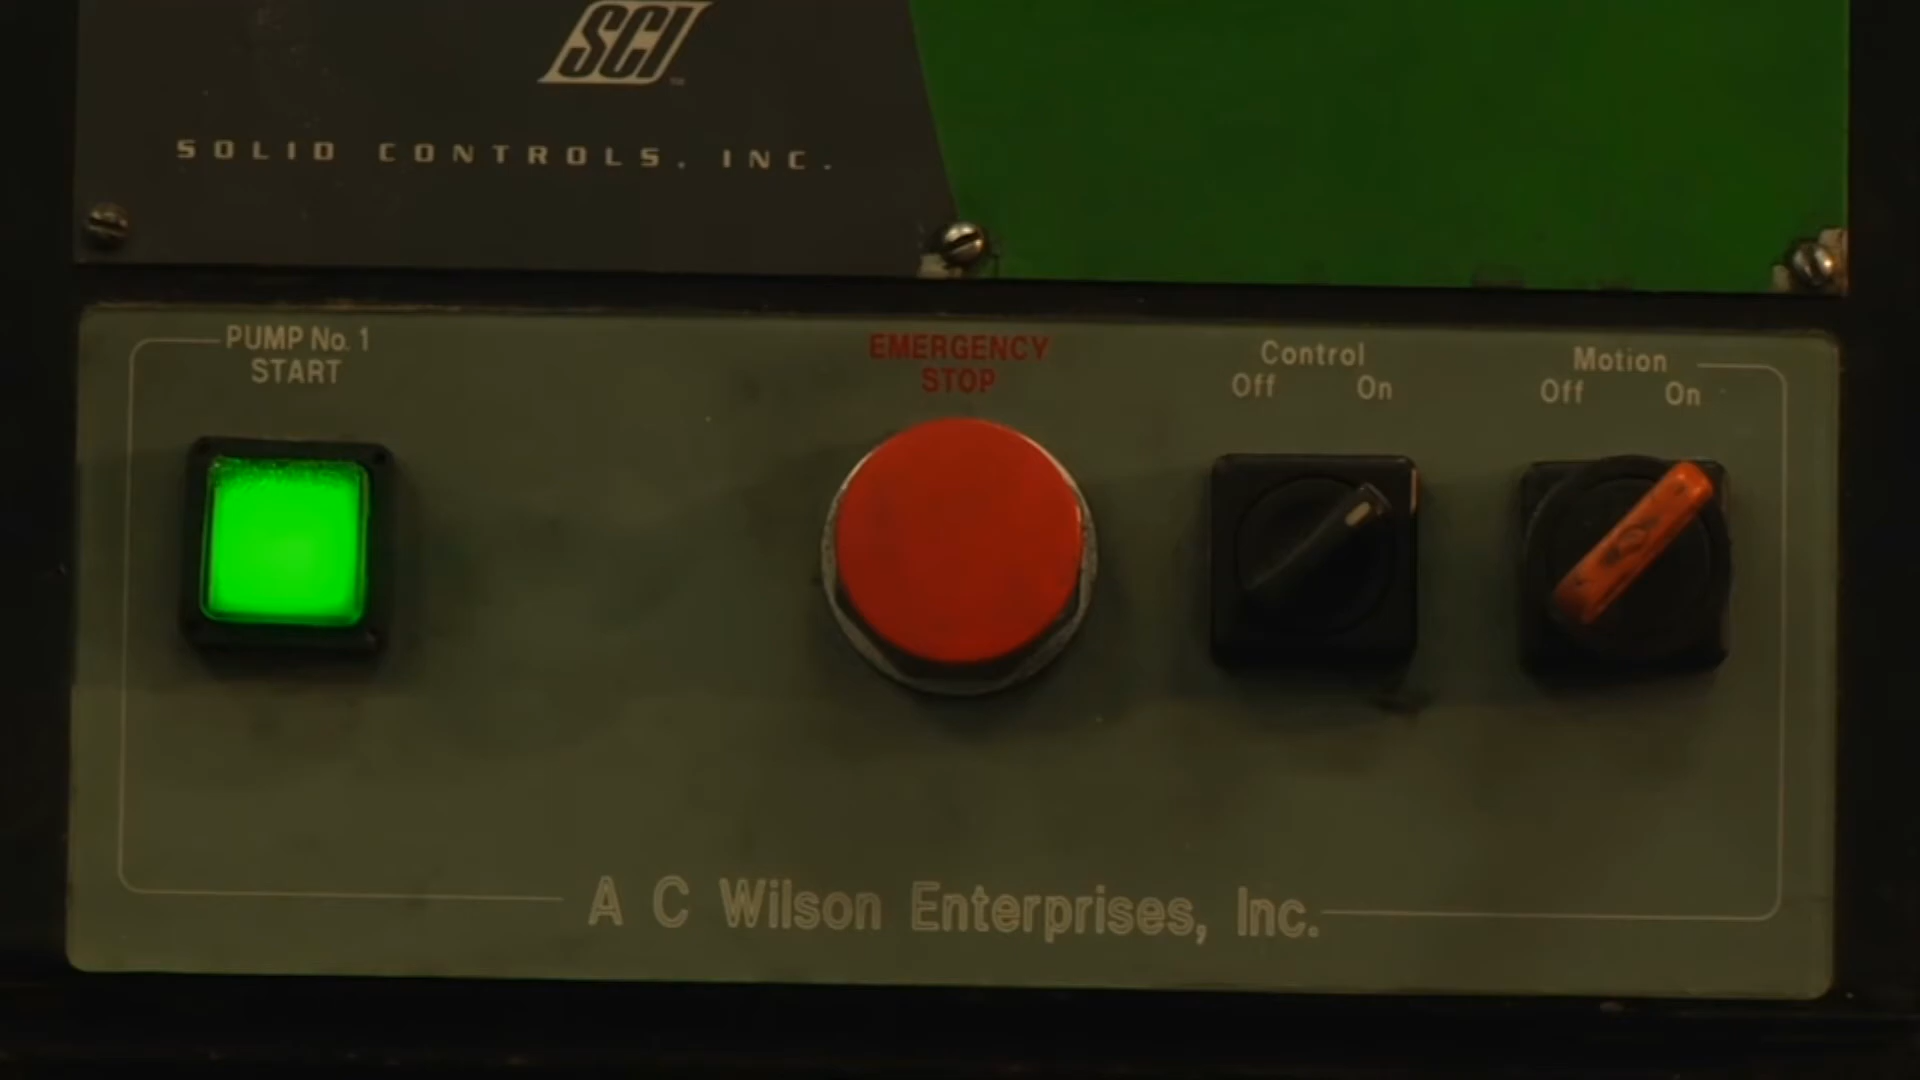 SCI
SOLID CONTROLS, INC.
PUMP No. 1
START
EMERGENCY
STOP
Control
Off On
Motion
Off On
A C Wilson Enterprises, Inc.